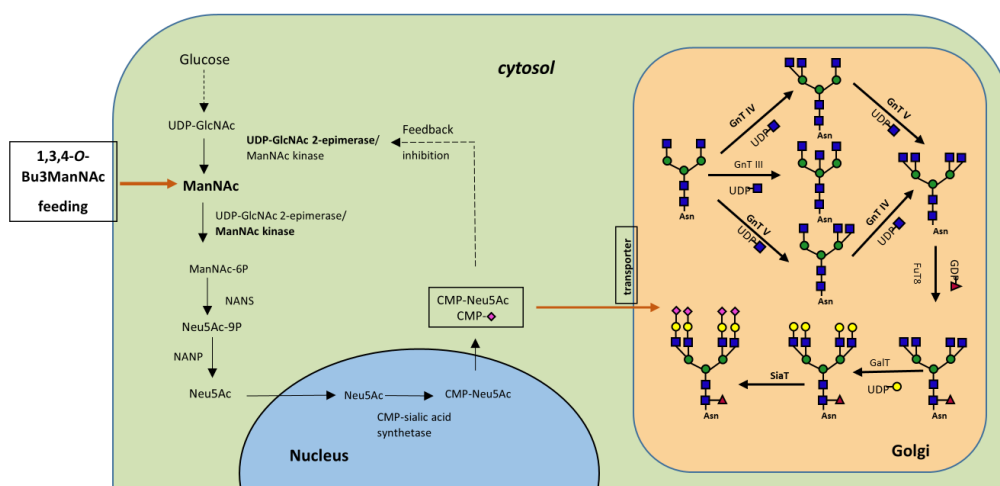 cytosol
Glucose
UDP-GlcNAc
UDP-GlcNAc 2-epimerase/
ManNAc kinase
Feedback
inhibition
1,3,4-O-
Bu3ManNAc
feeding
ManNAc
UDP-GlcNAc 2-epimerase/
ManNAc kinase
ManNAc-6P
NANS
Neu5Ac-9P
NANP
Neu5Ac
Neu5Ac
CMP-Neu5Ac
CMP-sialic acid
synthetase
Nucleus
CMP-Neu5Ac
CMP-
transporter
Asn
GnT IV
UDP
GnT III
UDP
GnT V
UDP
Asn
Asn
Asn
GnT V
UDP
GnT IV
UDP
Asn
FuT8
GDP
Asn
GalT
UDP
Asn
SiaT
Asn
Golgi